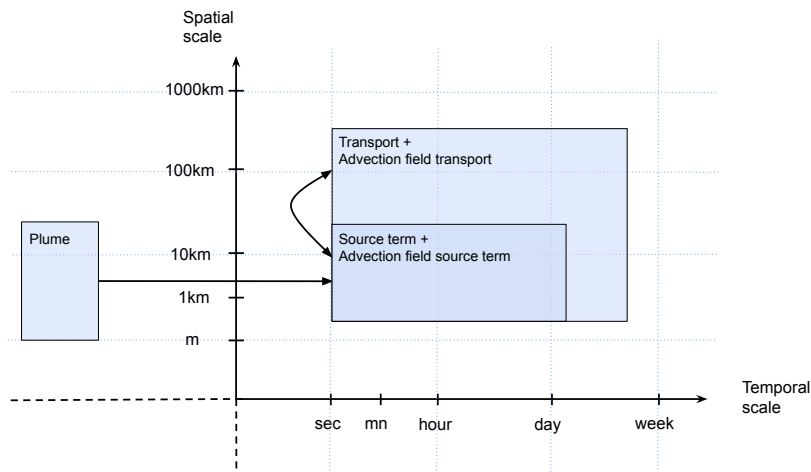 Spatial
scale
1000km
Transport +
Advection field transport
100km
Plume
Source term +
Advection field source term
10km
1km
m
Temporal
scale
sec
mn
hour
day
week